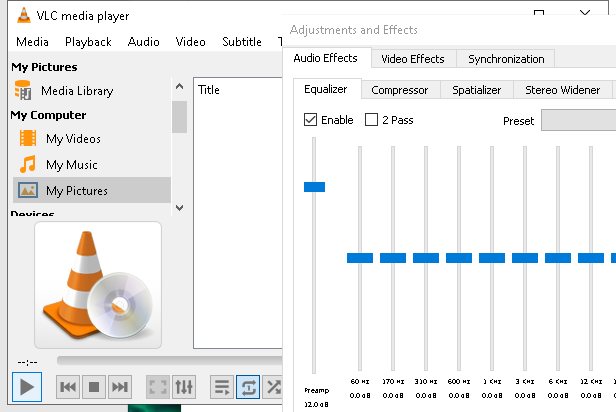 VLC media player
Media Playback Audio Video Subtitle
My Pictures
Media Library
My Computer
My Videos
My Music
My Pictures
Devices
Title
--:--
Adjustments and Effects
Audio Effects Video Effects Synchronization
Equalizer Compressor Spatializer Stereo Widener
Enable 2 Pass Preset
60 Hz 170 Hz 310 Hz 600 Hz 1 KHz 3 KHz 6 KHz 12 KHz
0.0 dB 0.0 dB 0.0 dB 0.0 dB 0.0 dB 0.0 dB 0.0 dB 0.0 dB
Preamp
12.0 dB